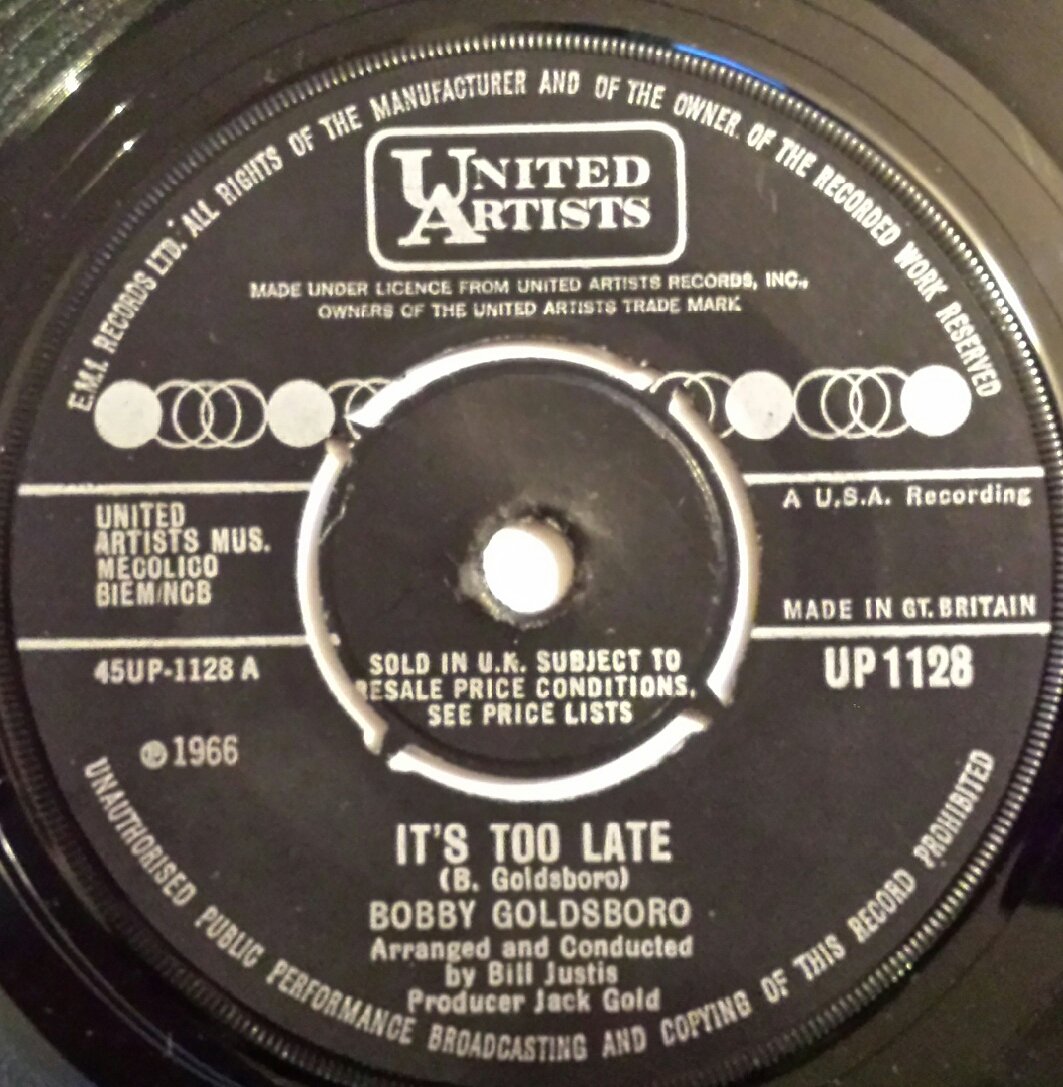 E.M.I. RECORDS LTD. ALL RIGHTS OF THE MANUFACTURER AND OF THE OWNER OF THE RECORDED WORK RESERVED
UNITED
ARTISTS
MADE UNDER LICENCE FROM UNITED ARTISTS RECORDS, INC.,
OWNERS OF THE UNITED ARTISTS TRADE MARK
UNITED
ARTISTS MUS.
MECOLICO
BIEM/NCB
A U.S.A. Recording
MADE IN GT. BRITAIN
45UP-1128 A
UP 1128
SOLD IN U.K. SUBJECT TO
RESALE PRICE CONDITIONS,
SEE PRICE LISTS
℗ 1966
IT'S TOO LATE
(B. Goldsboro)
BOBBY GOLDSBORO
Arranged and Conducted
by Bill Justis
Producer Jack Gold
UNAUTHORISED PUBLIC PERFORMANCE BROADCASTING AND COPYING OF THIS RECORD PROHIBITED